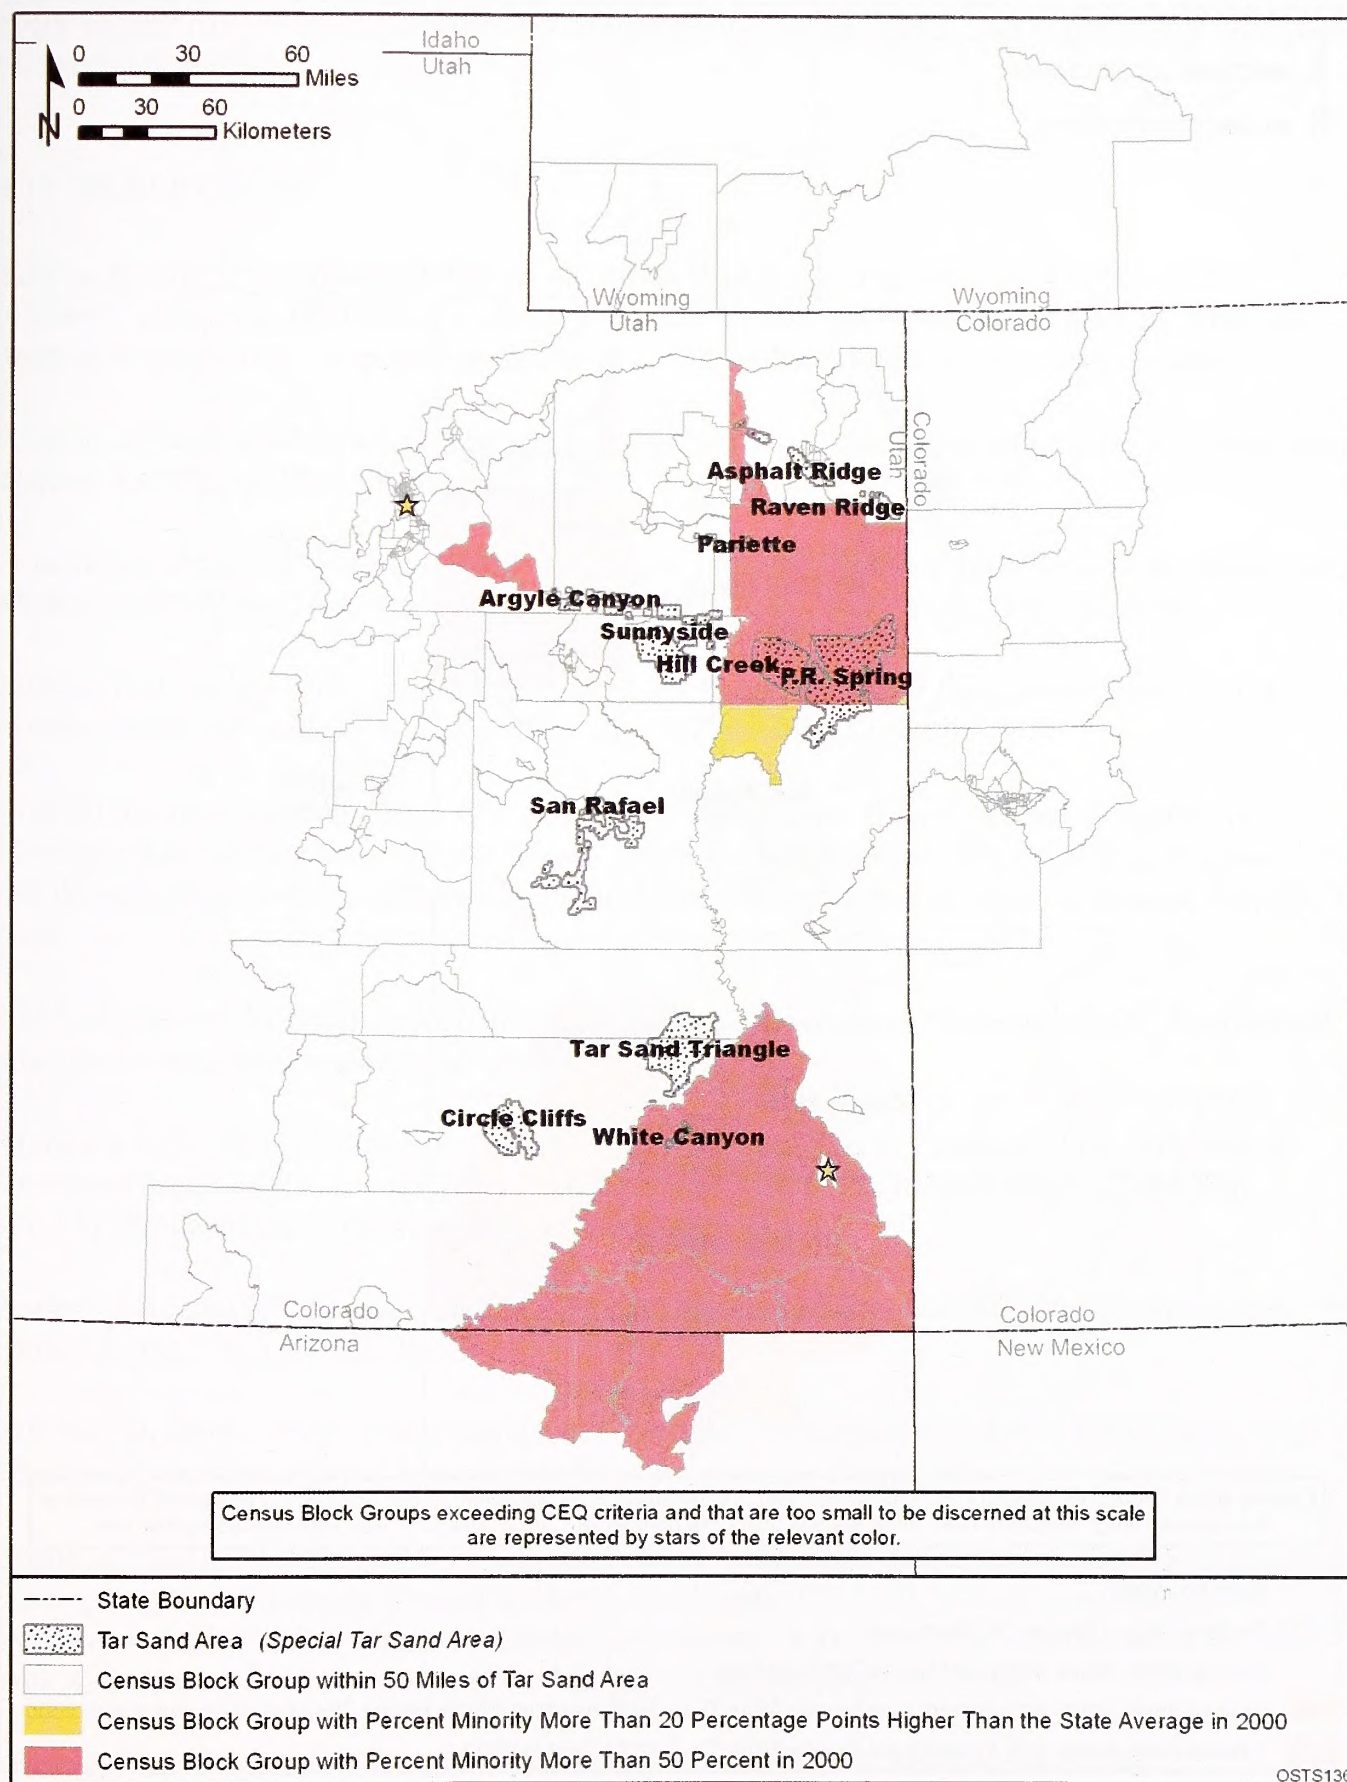 0 30 60
Miles
0 30 60
Kilometers
N
Idaho
Utah
Wyoming
Utah
Wyoming
Colorado
Colorado
Utah
Asphalt Ridge
Raven Ridge
Pariette
Argyle Canyon
Sunnyside
Hill Creek
P.R. Spring
San Rafael
Tar Sand Triangle
Circle Cliffs
White Canyon
Colorado
Arizona
Colorado
New Mexico
Census Block Groups exceeding CEQ criteria and that are too small to be discerned at this scale
are represented by stars of the relevant color.
State Boundary
Tar Sand Area (Special Tar Sand Area)
Census Block Group within 50 Miles of Tar Sand Area
Census Block Group with Percent Minority More Than 20 Percentage Points Higher Than the State Average in 2000
Census Block Group with Percent Minority More Than 50 Percent in 2000
OSTS136